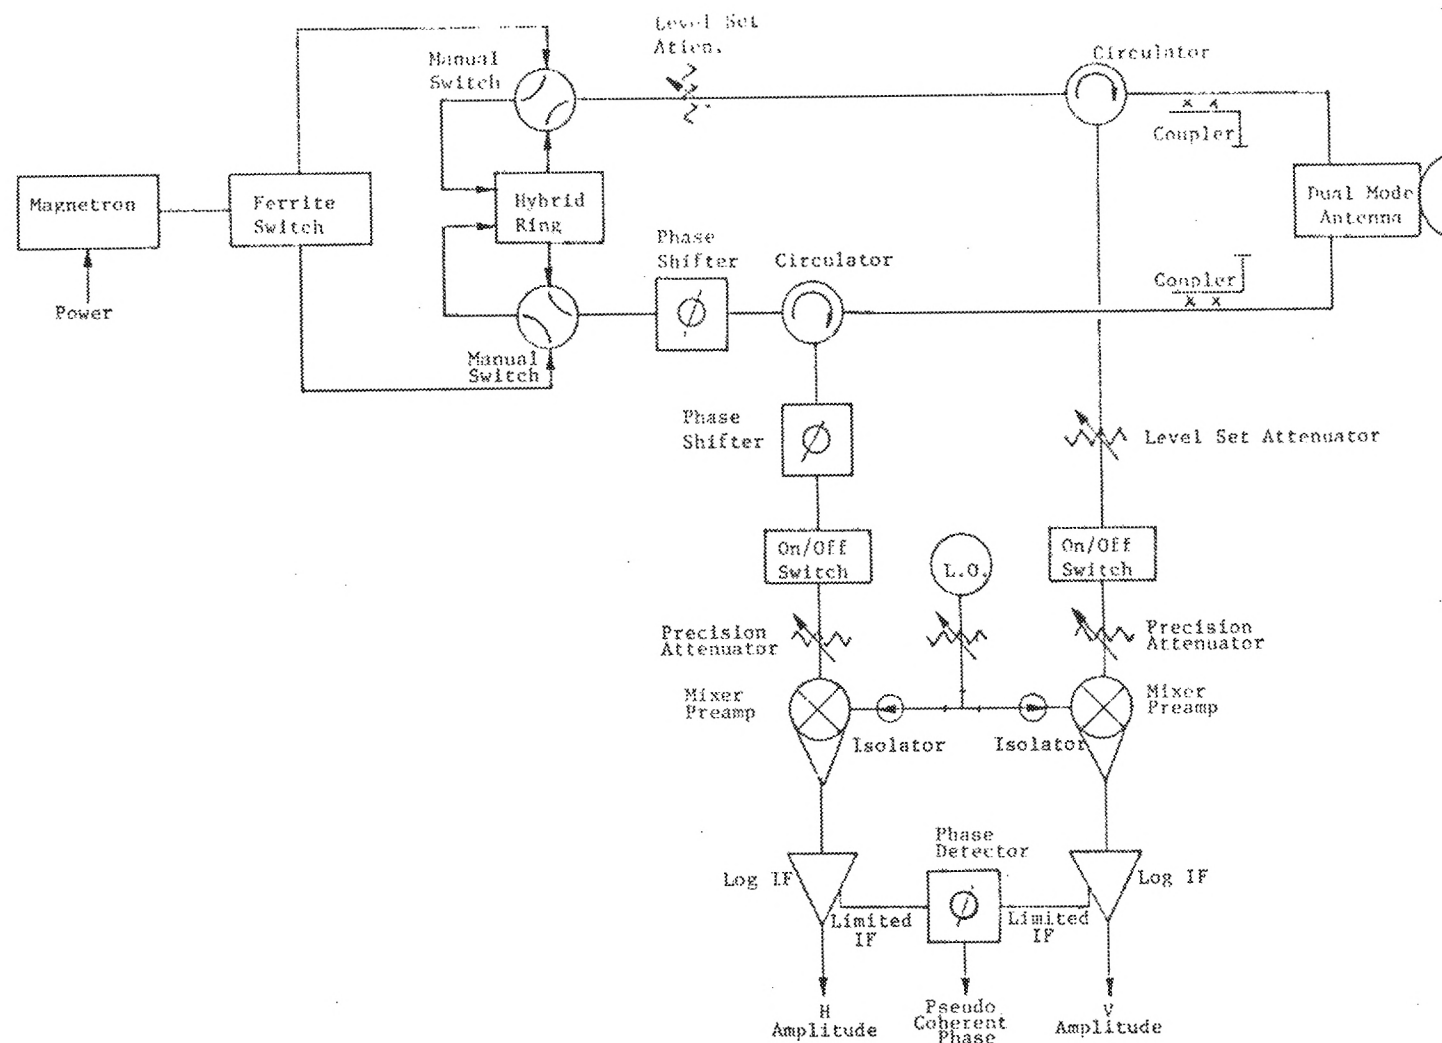 Level Set
Atten.
Manual
Switch
Circulator
Coupler
Magnetron
Ferrite
Switch
Hybrid
Ring
Dual Mode
Antenna
Phase
Shifter
Circulator
Coupler
Power
Manual
Switch
Phase
Shifter
Level Set Attenuator
On/Off
Switch
L.O.
On/Off
Switch
Precision
Attenuator
Precision
Attenuator
Mixer
Preamp
Mixer
Preamp
Isolator
Isolator
Phase
Detector
Log IF
Log IF
Limited
IF
Limited
IF
H
Amplitude
Pseudo
Coherent
Phase
V
Amplitude